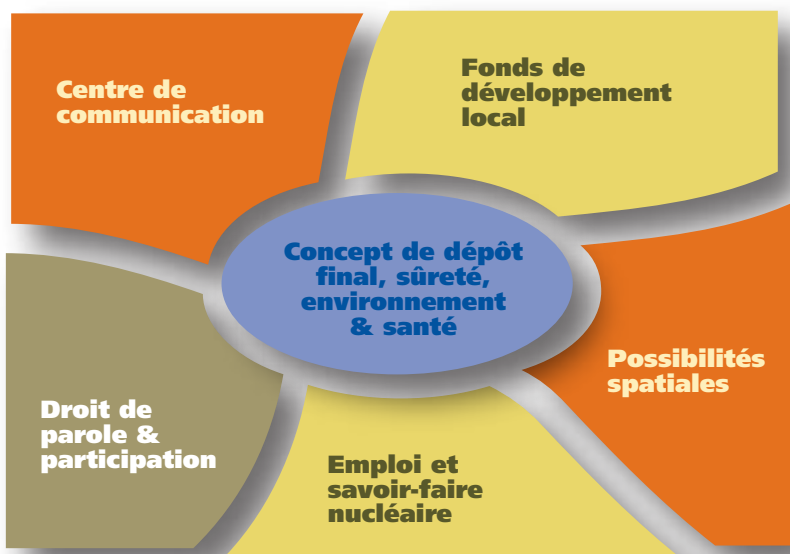 Centre de
communication
Fonds de
développement
local
Concept de dépôt
final, sûreté,
environnement
& santé
Possibilités
spatiales
Droit de
parole &
participation
Emploi et
savoir-faire
nucléaire